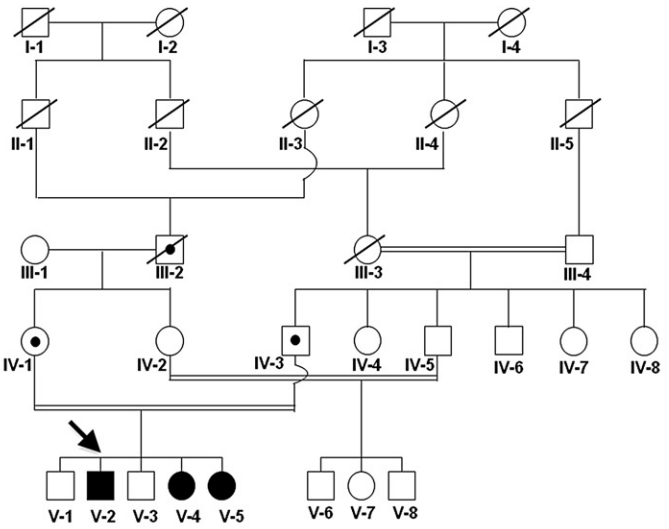 I-1 I-2 I-3 I-4
II-1 II-2 II-3 II-4 II-5
III-1 III-2 III-3 III-4
IV-1 IV-2 IV-3 IV-4 IV-5 IV-6 IV-7 IV-8
V-1 V-2 V-3 V-4 V-5 V-6 V-7 V-8